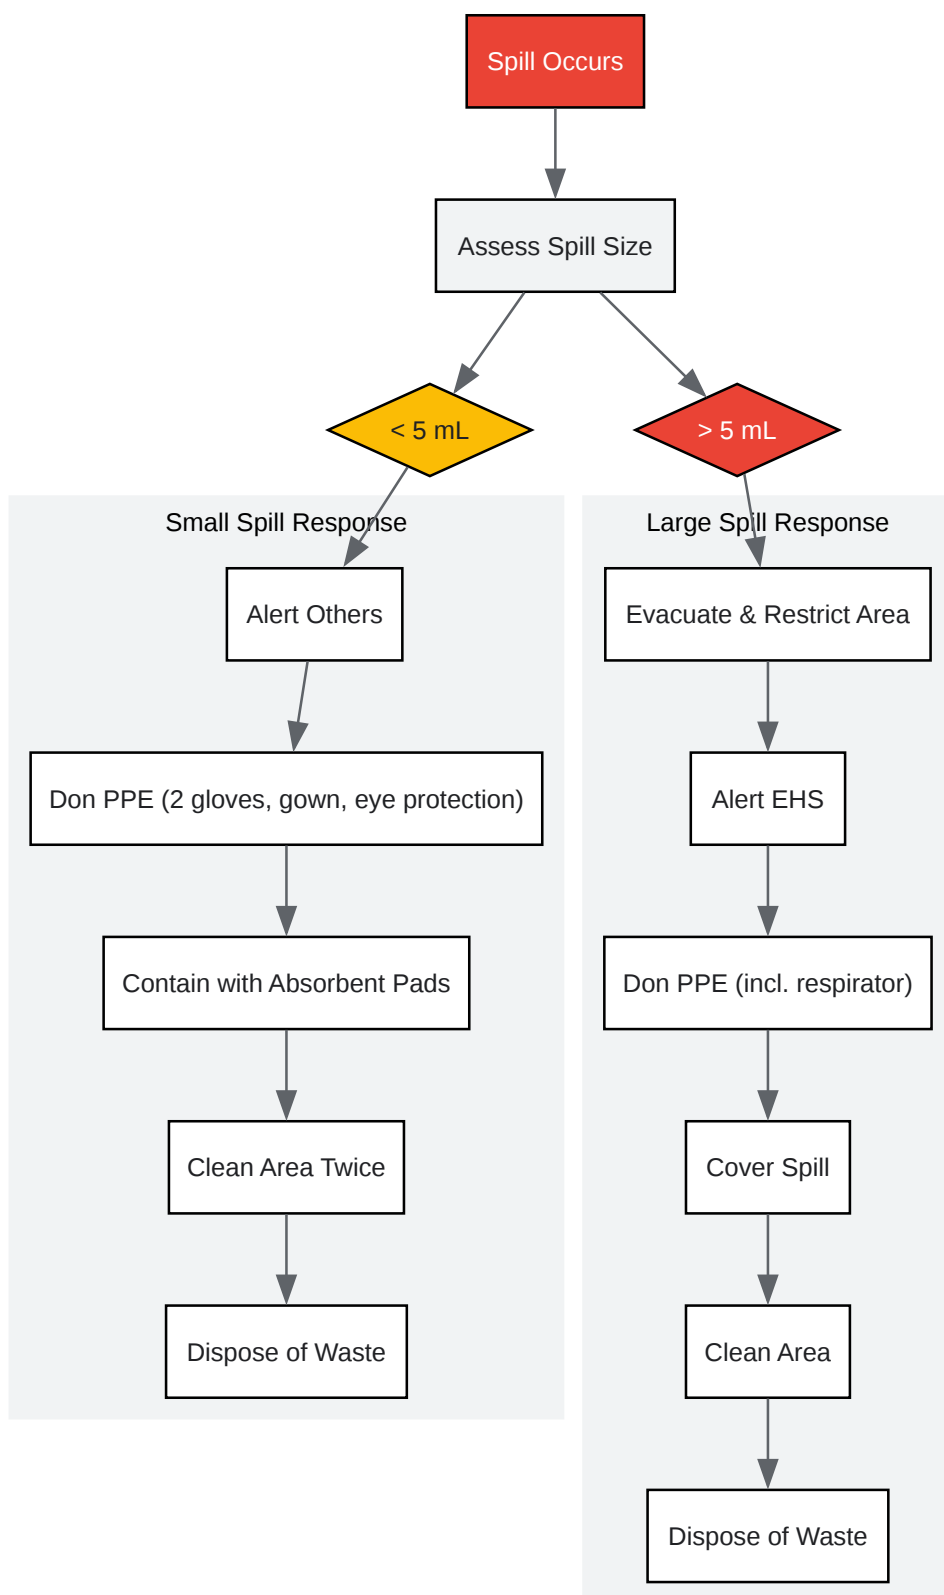 Spill Occurs
Assess Spill Size
< 5 mL
> 5 mL
Small Spill Response
Alert Others
Don PPE (2 gloves, gown, eye protection)
Contain with Absorbent Pads
Clean Area Twice
Dispose of Waste
Large Spill Response
Evacuate & Restrict Area
Alert EHS
Don PPE (incl. respirator)
Cover Spill
Clean Area
Dispose of Waste